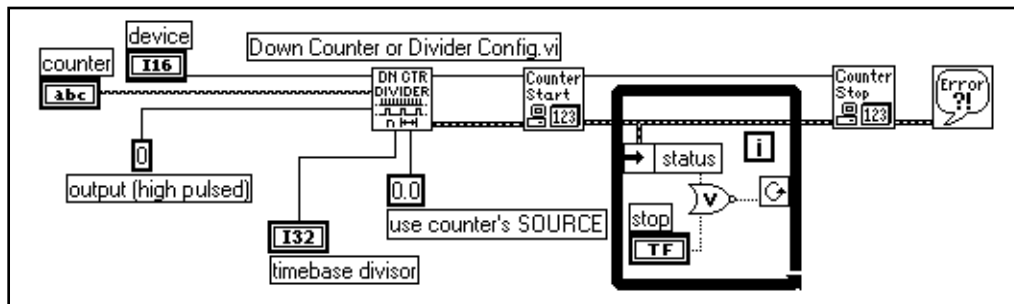 device
I16
counter
abc
Down Counter or Divider Config.vi
DN CTR
DIVIDER
n
Counter
Start
123
Counter
Stop
123
Error
?!
0
output (high pulsed)
I32
timebase divisor
0.0
use counter's SOURCE
status
i
V
stop
TF